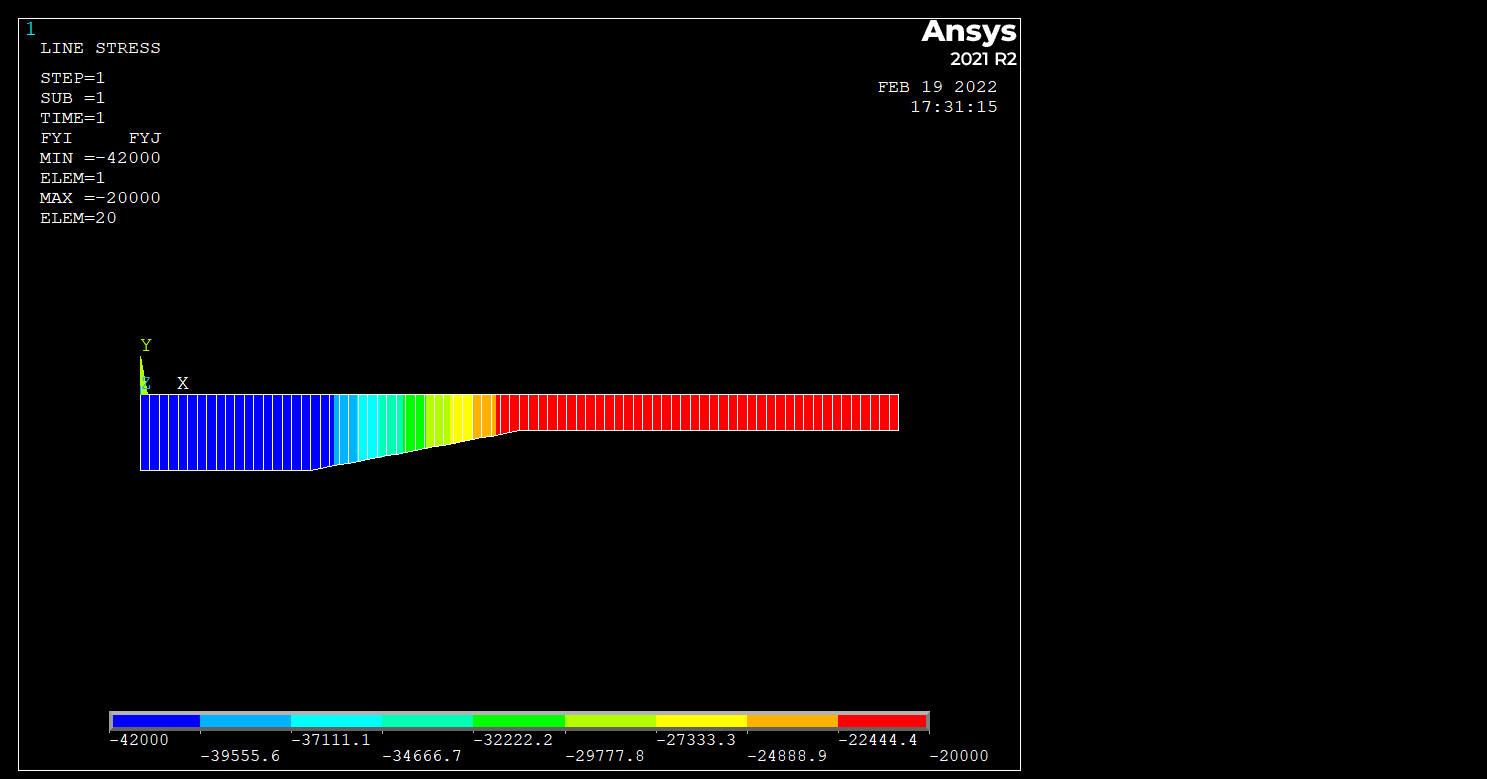 1
Ansys
2021 R2
LINE STRESS
STEP=1
SUB =1
TIME=1
FYI FYJ
MIN =-42000
ELEM=1
MAX =-20000
ELEM=20
FEB 19 2022
17:31:15
Y
Z X
-42000 -37111.1 -32222.2 -27333.3 -22444.4
-39555.6 -34666.7 -29777.8 -24888.9 -20000